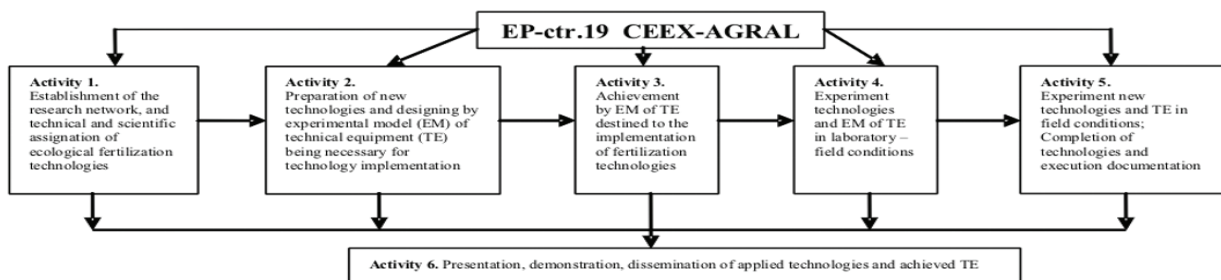 EP-ctr.19 CEEX-AGRAL
Activity 1.
Establishment of the
research network, and
technical and scientific
assignation of
ecological fertilization
technologies
Activity 2.
Preparation of new
technologies and designing by
experimental model (EM) of
technical equipment (TE)
being necessary for
technology implementation
Activity 3.
Achievement
by EM of TE
destined to the
implementation
of fertilization
technologies
Activity 4.
Experiment
technologies
and EM of TE
in laboratory –
field conditions
Activity 5.
Experiment new
technologies and TE in
field conditions;
Completion of
technologies and
execution documentation
Activity 6. Presentation, demonstration, dissemination of applied technologies and achieved TE